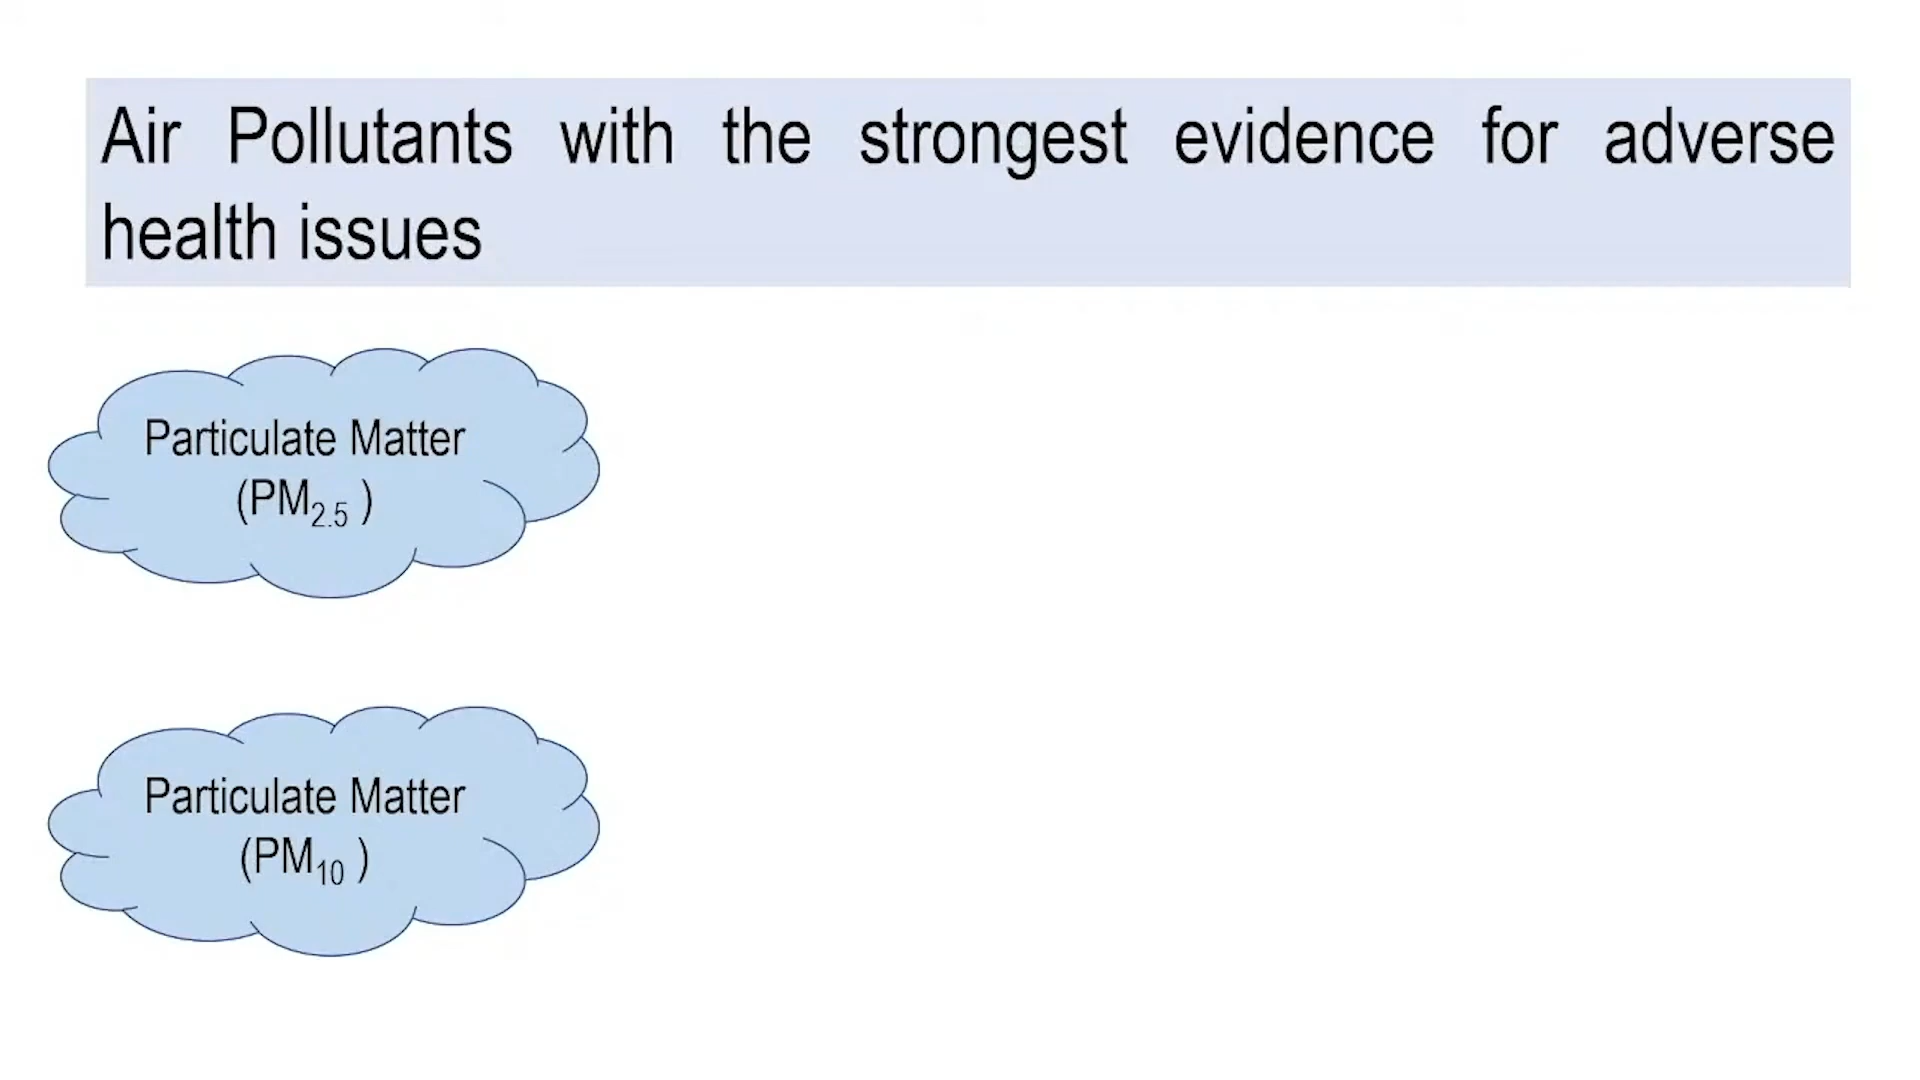 Air Pollutants with the strongest evidence for adverse
health issues
Particulate Matter
(PM₂.₅ )
Particulate Matter
(PM₁₀ )